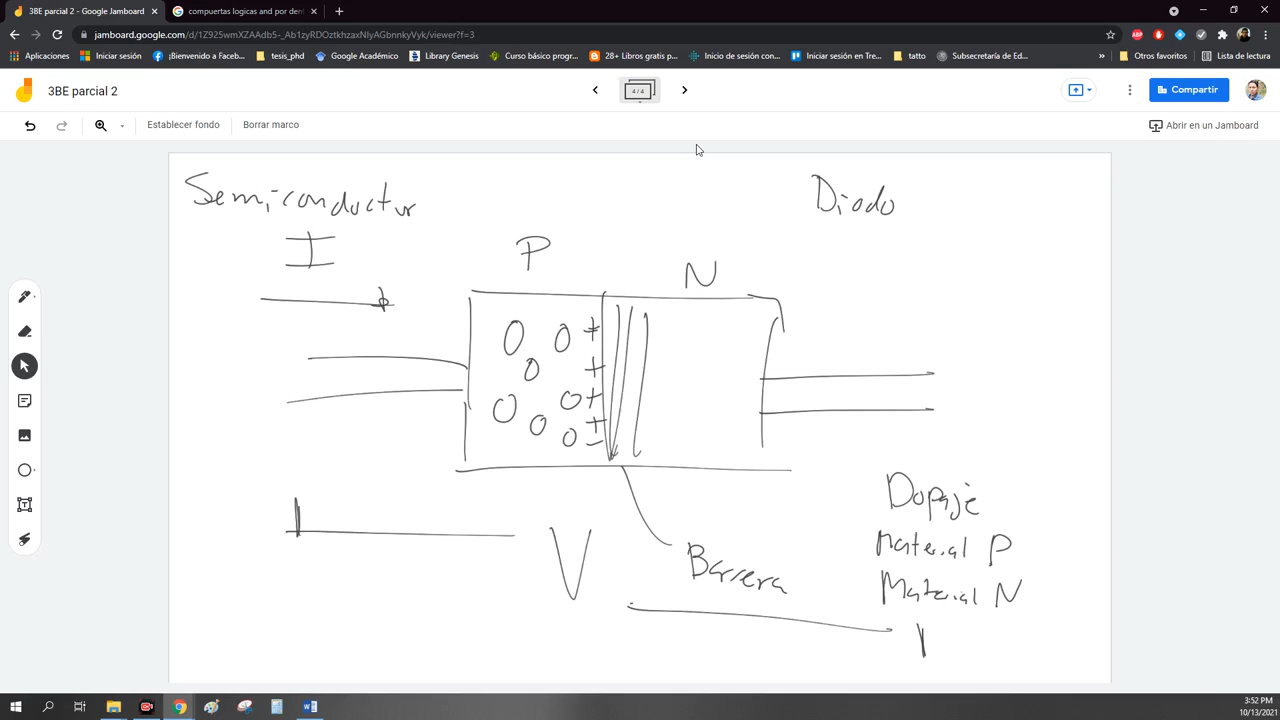 3BE parcial 2 - Google Jamboard
compuertas logicas and por den
jamboard.google.com/d/1Z925wmXZAAdb5-_Ab1zyRDOztkhzaxNlyAGbnnkyVyk/viewer?f=3
Aplicaciones
Iniciar sesión
¡Bienvenido a Faceb...
tesis_phd
Google Académico
Library Genesis
Curso básico progr...
28+ Libros gratis p...
Inicio de sesión con...
Iniciar sesión en Tre...
tatto
Subsecretaría de Ed...
»
Otros favoritos
Lista de lectura
3BE parcial 2
4 / 4
Compartir
Establecer fondo
Borrar marco
Abrir en un Jamboard
Semiconductor
Diodo
I
P
N
Dopaje
Material P
Material N
V
Barrera
3:52 PM
10/13/2021